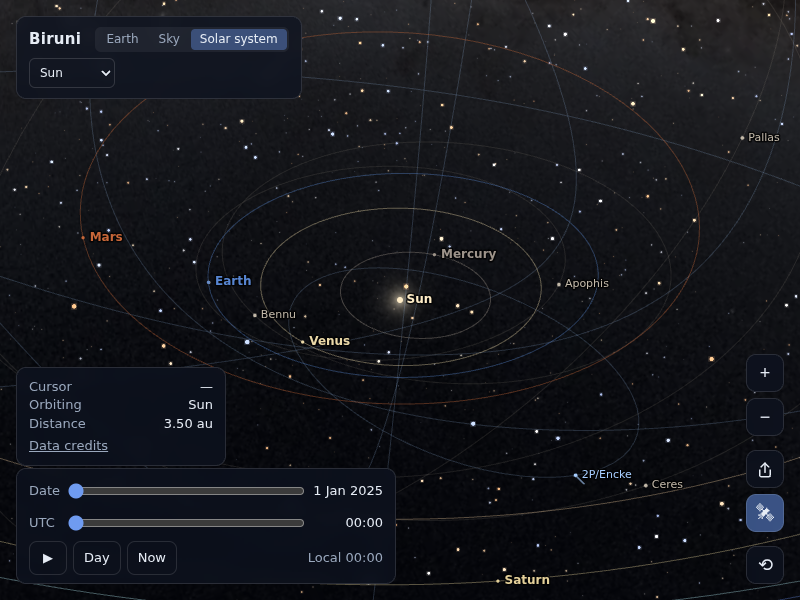 Biruni Earth Sky Solar system
Sun
Pallas
Mars
Mercury
Earth
Apophis
Sun
Bennu
Venus
Cursor —
Orbiting Sun
Distance 3.50 au
Data credits
2P/Encke
Ceres
Date 1 Jan 2025
UTC 00:00
▶ Day Now Local 00:00
Saturn
+
−